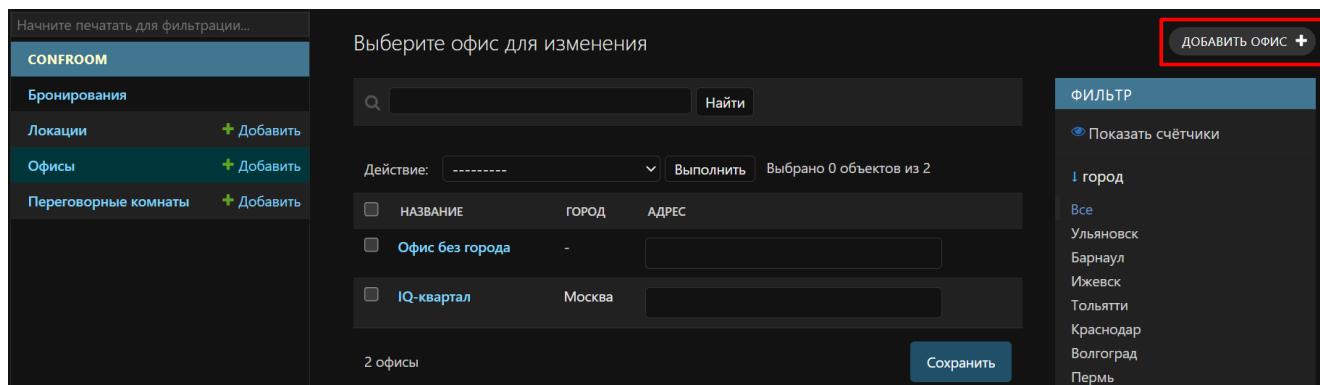 Начните печатать для фильтрации...
CONFROOM
Бронирования
Локации + Добавить
Офисы + Добавить
Переговорные комнаты + Добавить
Выберите офис для изменения
ДОБАВИТЬ ОФИС +
Найти
Действие: --------- Выполнить Выбрано 0 объектов из 2
НАЗВАНИЕ ГОРОД АДРЕС
Офис без города -
IQ-квартал Москва
2 офисы Сохранить
ФИЛЬТР
Показать счётчики
↓ город
Все
Ульяновск
Барнаул
Ижевск
Тольятти
Краснодар
Волгоград
Пермь